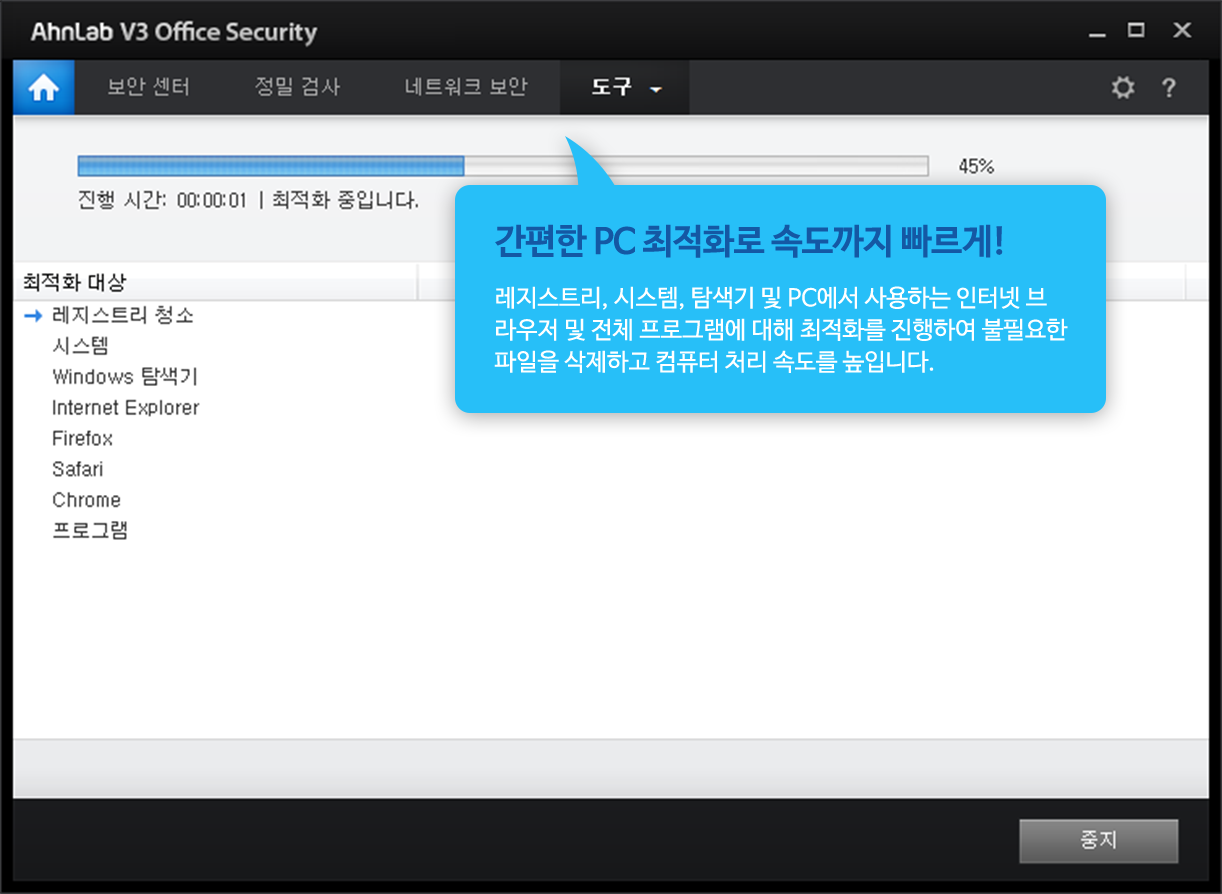 AhnLab V3 Office Security
보안 센터 정밀 검사 네트워크 보안 도구 ?
45%
진행 시간: 00:00:01 | 최적화 중입니다.
간편한 PC 최적화로 속도까지 빠르게!
레지스트리, 시스템, 탐색기 및 PC에서 사용하는 인터넷 브
라우저 및 전체 프로그램에 대해 최적화를 진행하여 불필요한
파일을 삭제하고 컴퓨터 처리 속도를 높입니다.
최적화 대상
레지스트리 청소
시스템
Windows 탐색기
Internet Explorer
Firefox
Safari
Chrome
프로그램
중지